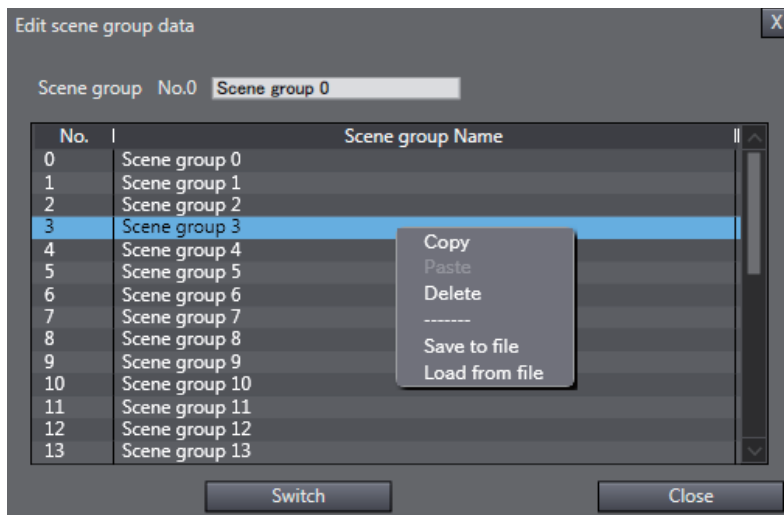 Edit scene group data X
Scene group No.0 Scene group 0
No. Scene group Name
0 Scene group 0
1 Scene group 1
2 Scene group 2
3 Scene group 3
4 Scene group 4
5 Scene group 5
6 Scene group 6
7 Scene group 7
8 Scene group 8
9 Scene group 9
10 Scene group 10
11 Scene group 11
12 Scene group 12
13 Scene group 13
Copy
Paste
Delete
-------
Save to file
Load from file
Switch Close